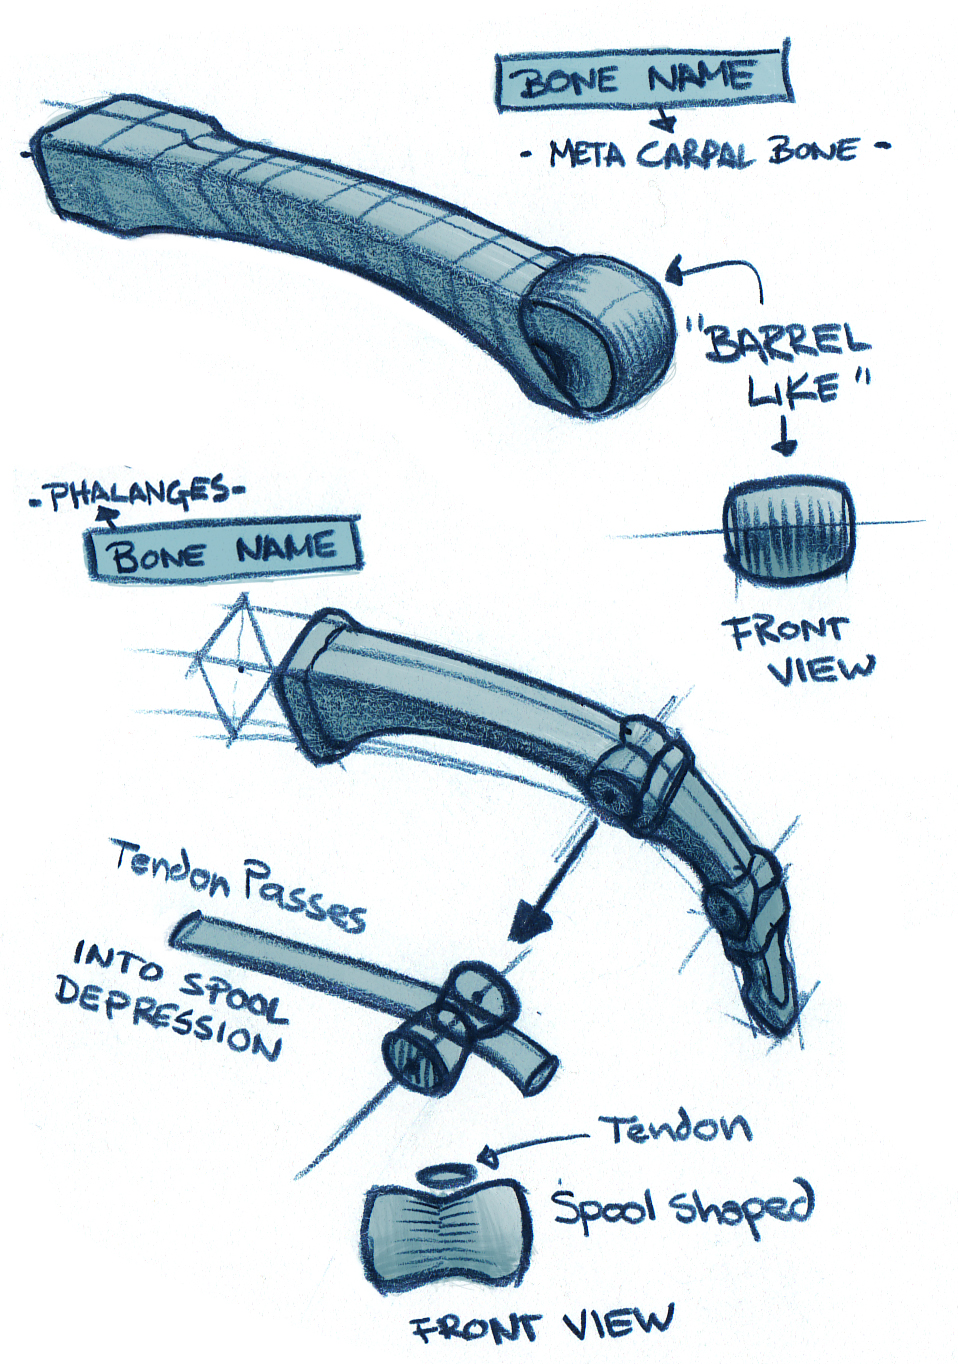 BONE NAME
- META CARPAL BONE -
"BARREL
LIKE"
FRONT
VIEW
-PHALANGES-
BONE NAME
Tendon Passes
INTO SPOOL
DEPRESSION
Tendon
Spool Shaped
FRONT VIEW